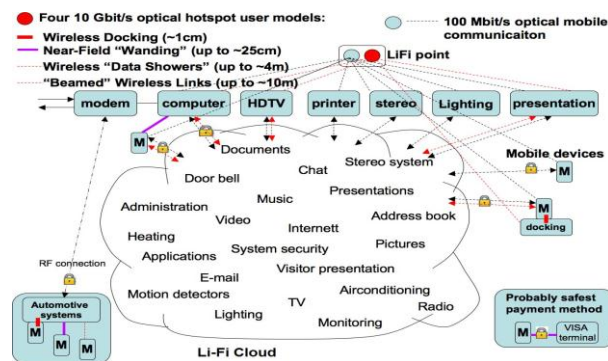 Four 10 Gbit/s optical hotspot user models:
Wireless Docking (~1cm)
Near-Field “Wanding” (up to ~25cm)
Wireless “Data Showers” (up to ~4m)
“Beamed” Wireless Links (up to ~10m)
100 Mbit/s optical mobile
communicaiton
LiFi point
modem
computer
HDTV
printer
stereo
Lighting
presentation
M
Documents
Chat
Stereo system
Mobile devices
M
Door bell
Music
Presentations
M
docking
Administration
Video
Internett
Address book
Heating
System security
Pictures
RF connection
Applications
Visitor presentation
E-mail
Airconditioning
Motion detectors
TV
Radio
Lighting
Monitoring
Li-Fi Cloud
Automotive
systems
M
M
M
Probably safest
payment method
M
VISA
terminal